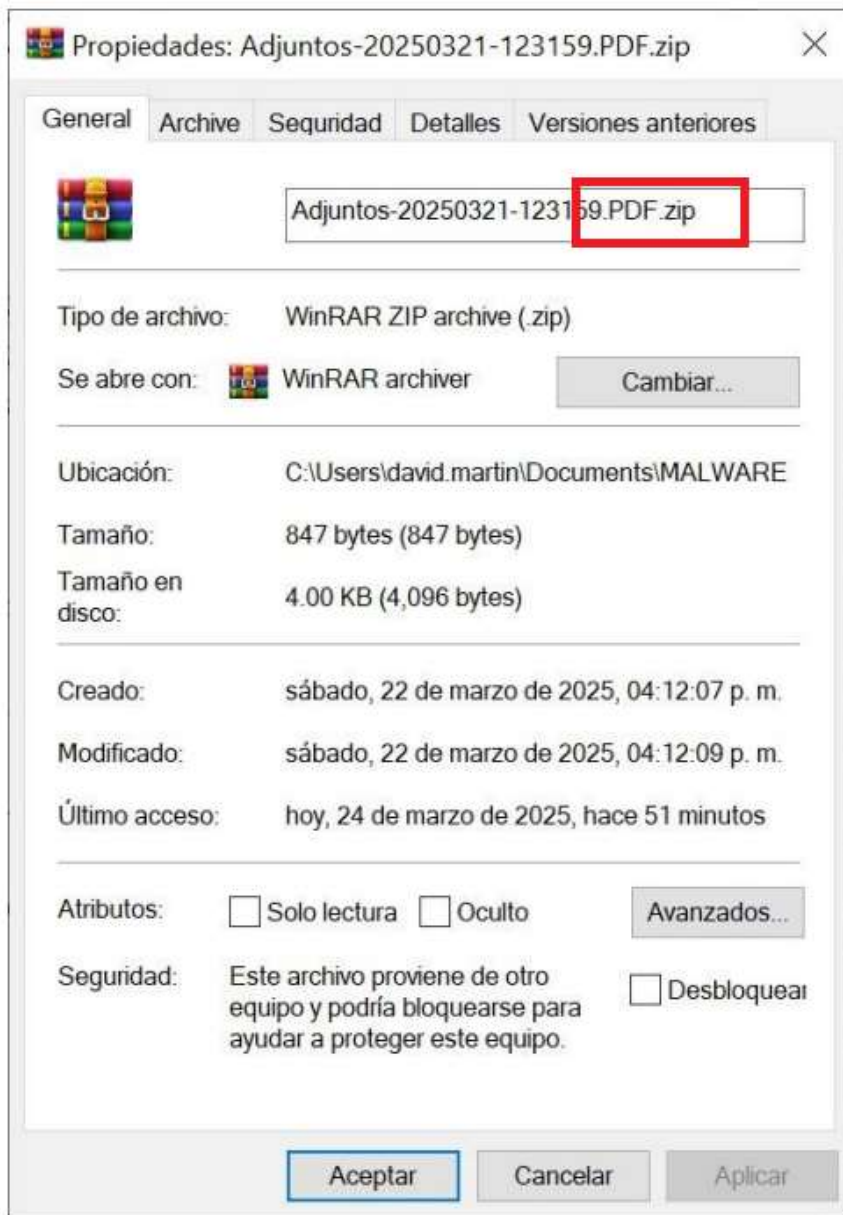 Propiedades: Adjuntos-20250321-123159.PDF.zip
General Archive Seguridad Detalles Versiones anteriores
Adjuntos-20250321-123159.PDF.zip
Tipo de archivo: WinRAR ZIP archive (.zip)
Se abre con: WinRAR archiver Cambiar...
Ubicación: C:\Users\david.martin\Documents\MALWARE
Tamaño: 847 bytes (847 bytes)
Tamaño en
disco: 4.00 KB (4,096 bytes)
Creado: sábado, 22 de marzo de 2025, 04:12:07 p. m.
Modificado: sábado, 22 de marzo de 2025, 04:12:09 p. m.
Último acceso: hoy, 24 de marzo de 2025, hace 51 minutos
Atributos: Solo lectura Oculto Avanzados...
Seguridad: Este archivo proviene de otro
equipo y podría bloquearse para Desbloquear
ayudar a proteger este equipo.
Aceptar Cancelar Aplicar